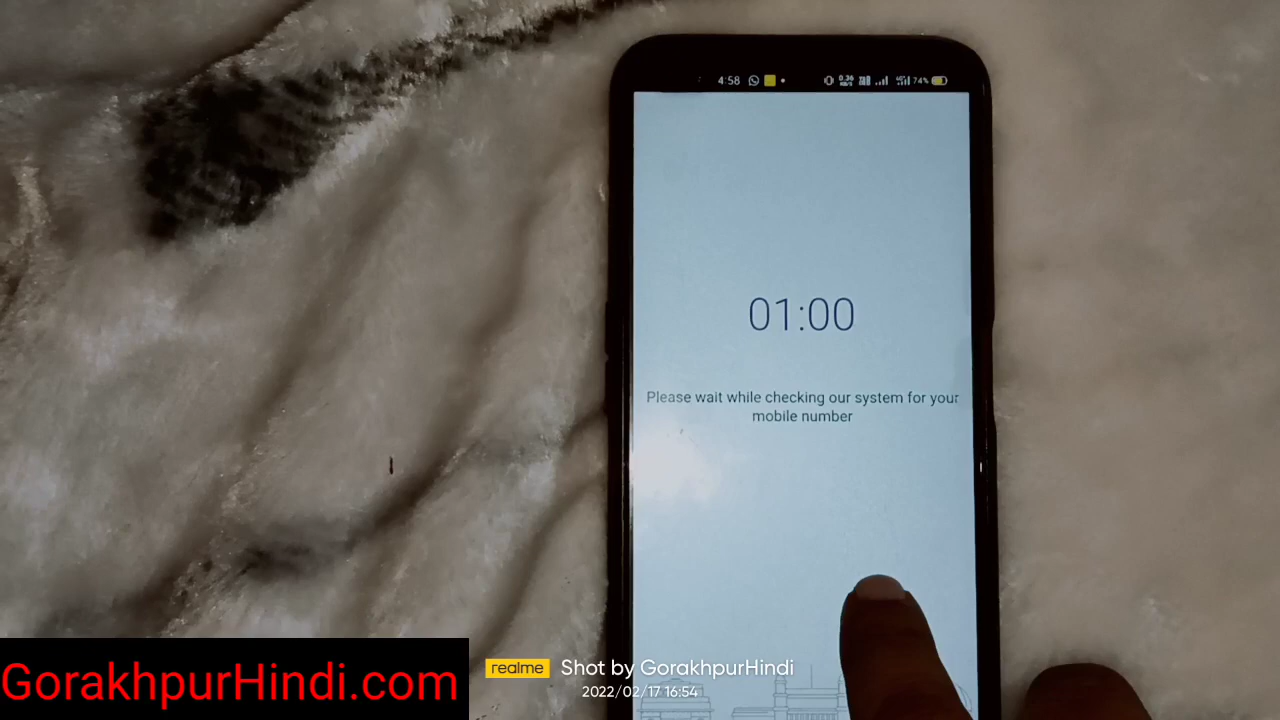 4:58
74%
01:00
Please wait while checking our system for your
mobile number
GorakhpurHindi.com
realme Shot by GorakhpurHindi
2022/02/17 16:54